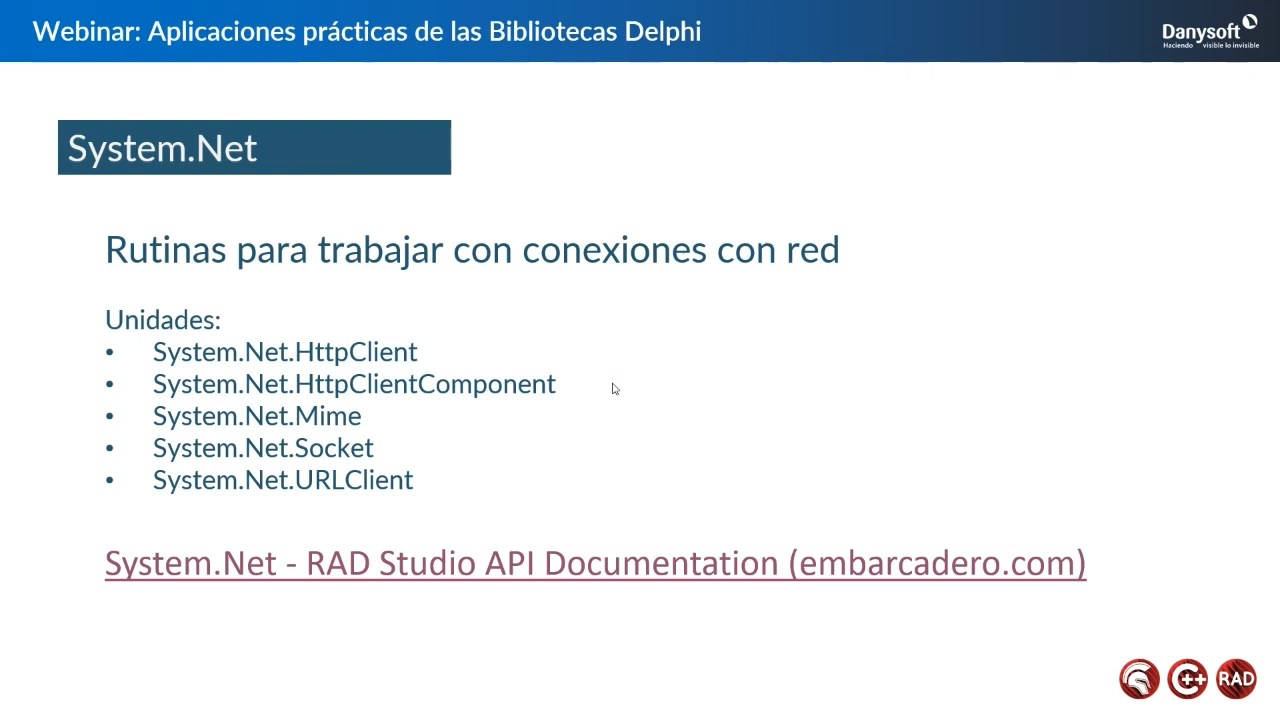 Webinar: Aplicaciones prácticas de las Bibliotecas Delphi
Danysoft
Haciendo visible lo invisible
System.Net
Rutinas para trabajar con conexiones con red
Unidades:
• System.Net.HttpClient
• System.Net.HttpClientComponent
• System.Net.Mime
• System.Net.Socket
• System.Net.URLClient
System.Net - RAD Studio API Documentation (embarcadero.com)
C++ RAD